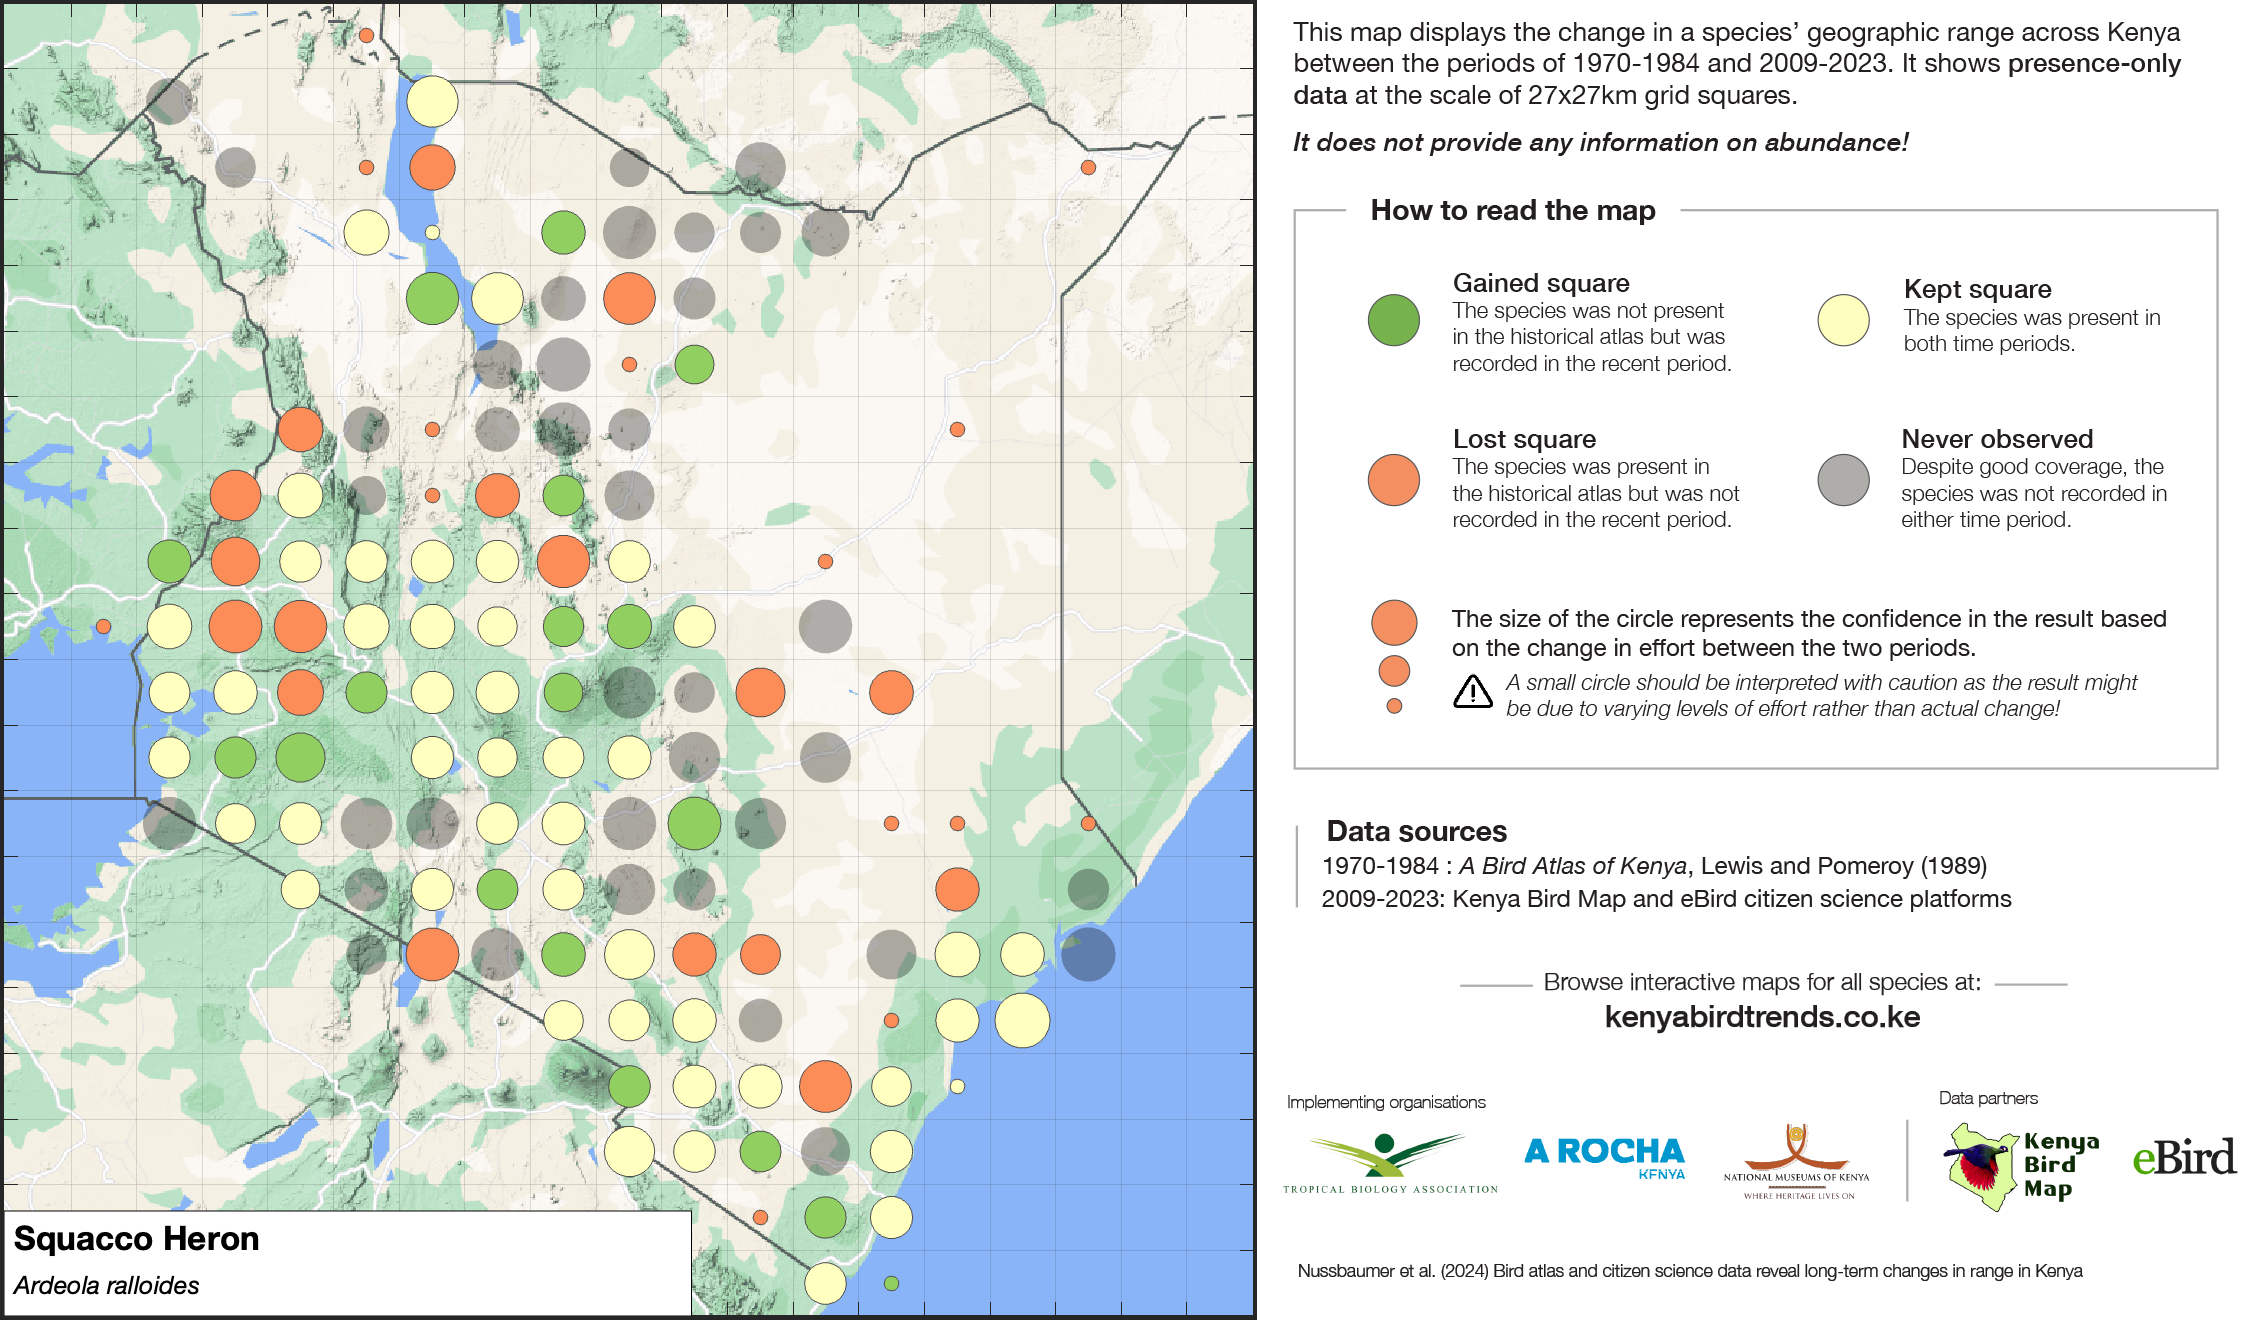 This map displays the change in a species’ geographic range across Kenya
between the periods of 1970-1984 and 2009-2023. It shows presence-only
data at the scale of 27x27km grid squares.
It does not provide any information on abundance!
How to read the map
Gained square
The species was not present
in the historical atlas but was
recorded in the recent period.
Kept square
The species was present in
both time periods.
Lost square
The species was present in
the historical atlas but was not
recorded in the recent period.
Never observed
Despite good coverage, the
species was not recorded in
either time period.
The size of the circle represents the confidence in the result based
on the change in effort between the two periods.
A small circle should be interpreted with caution as the result might
be due to varying levels of effort rather than actual change!
Data sources
1970-1984 : A Bird Atlas of Kenya, Lewis and Pomeroy (1989)
2009-2023: Kenya Bird Map and eBird citizen science platforms
Browse interactive maps for all species at:
kenyabirdtrends.co.ke
Implementing organisations
Data partners
TROPICAL BIOLOGY ASSOCIATION
A ROCHA
KENYA
NATIONAL MUSEUMS OF KENYA
WHERE HERITAGE LIVES ON
Kenya
Bird
Map
eBird
Nussbaumer et al. (2024) Bird atlas and citizen science data reveal long-term changes in range in Kenya
Squacco Heron
Ardeola ralloides